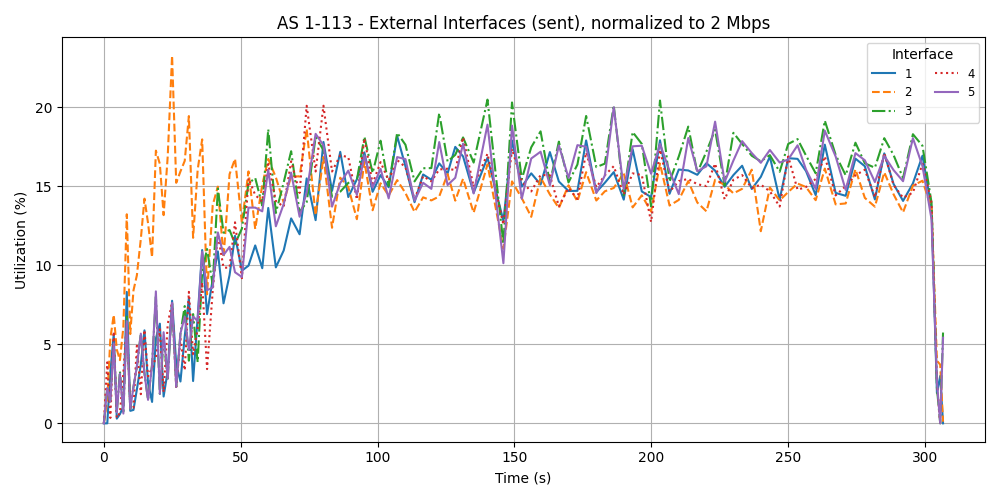 AS 1-113 - External Interfaces (sent), normalized to 2 Mbps
Interface
1
2
3
4
5
Utilization (%)
20
15
10
5
0
0 50 100 150 200 250 300
Time (s)